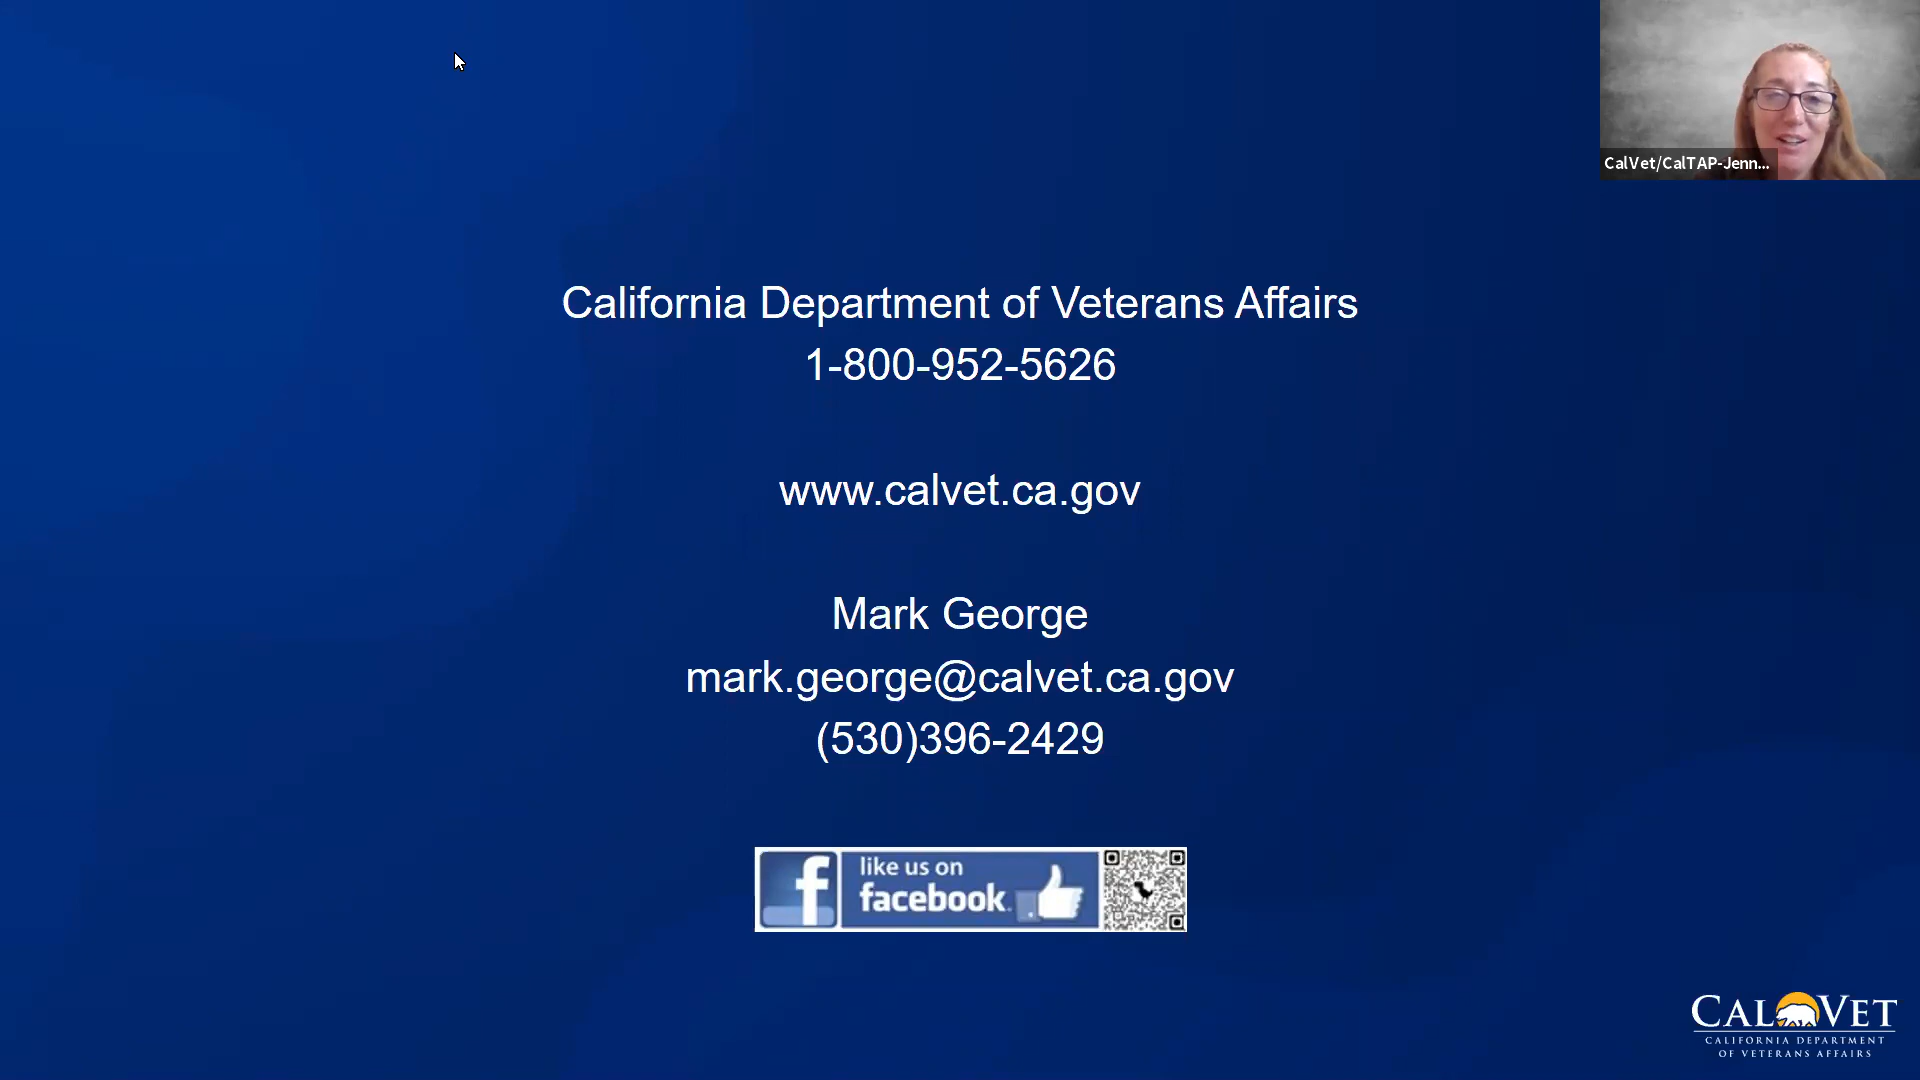 CalVet/CalTAP-Jenn...
California Department of Veterans Affairs
1-800-952-5626
www.calvet.ca.gov
Mark George
mark.george@calvet.ca.gov
(530)396-2429
f
like us on
facebook.
CALVET
CALIFORNIA DEPARTMENT
OF VETERANS AFFAIRS